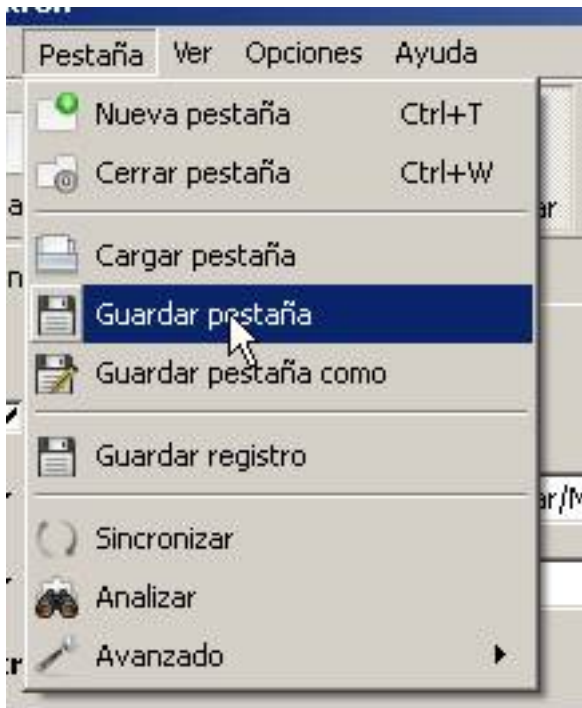 Pestaña Ver Opciones Ayuda
Nueva pestaña Ctrl+T
Cerrar pestaña Ctrl+W
Cargar pestaña
Guardar pestaña
Guardar pestaña como
Guardar registro
Sincronizar
Analizar
Avanzado